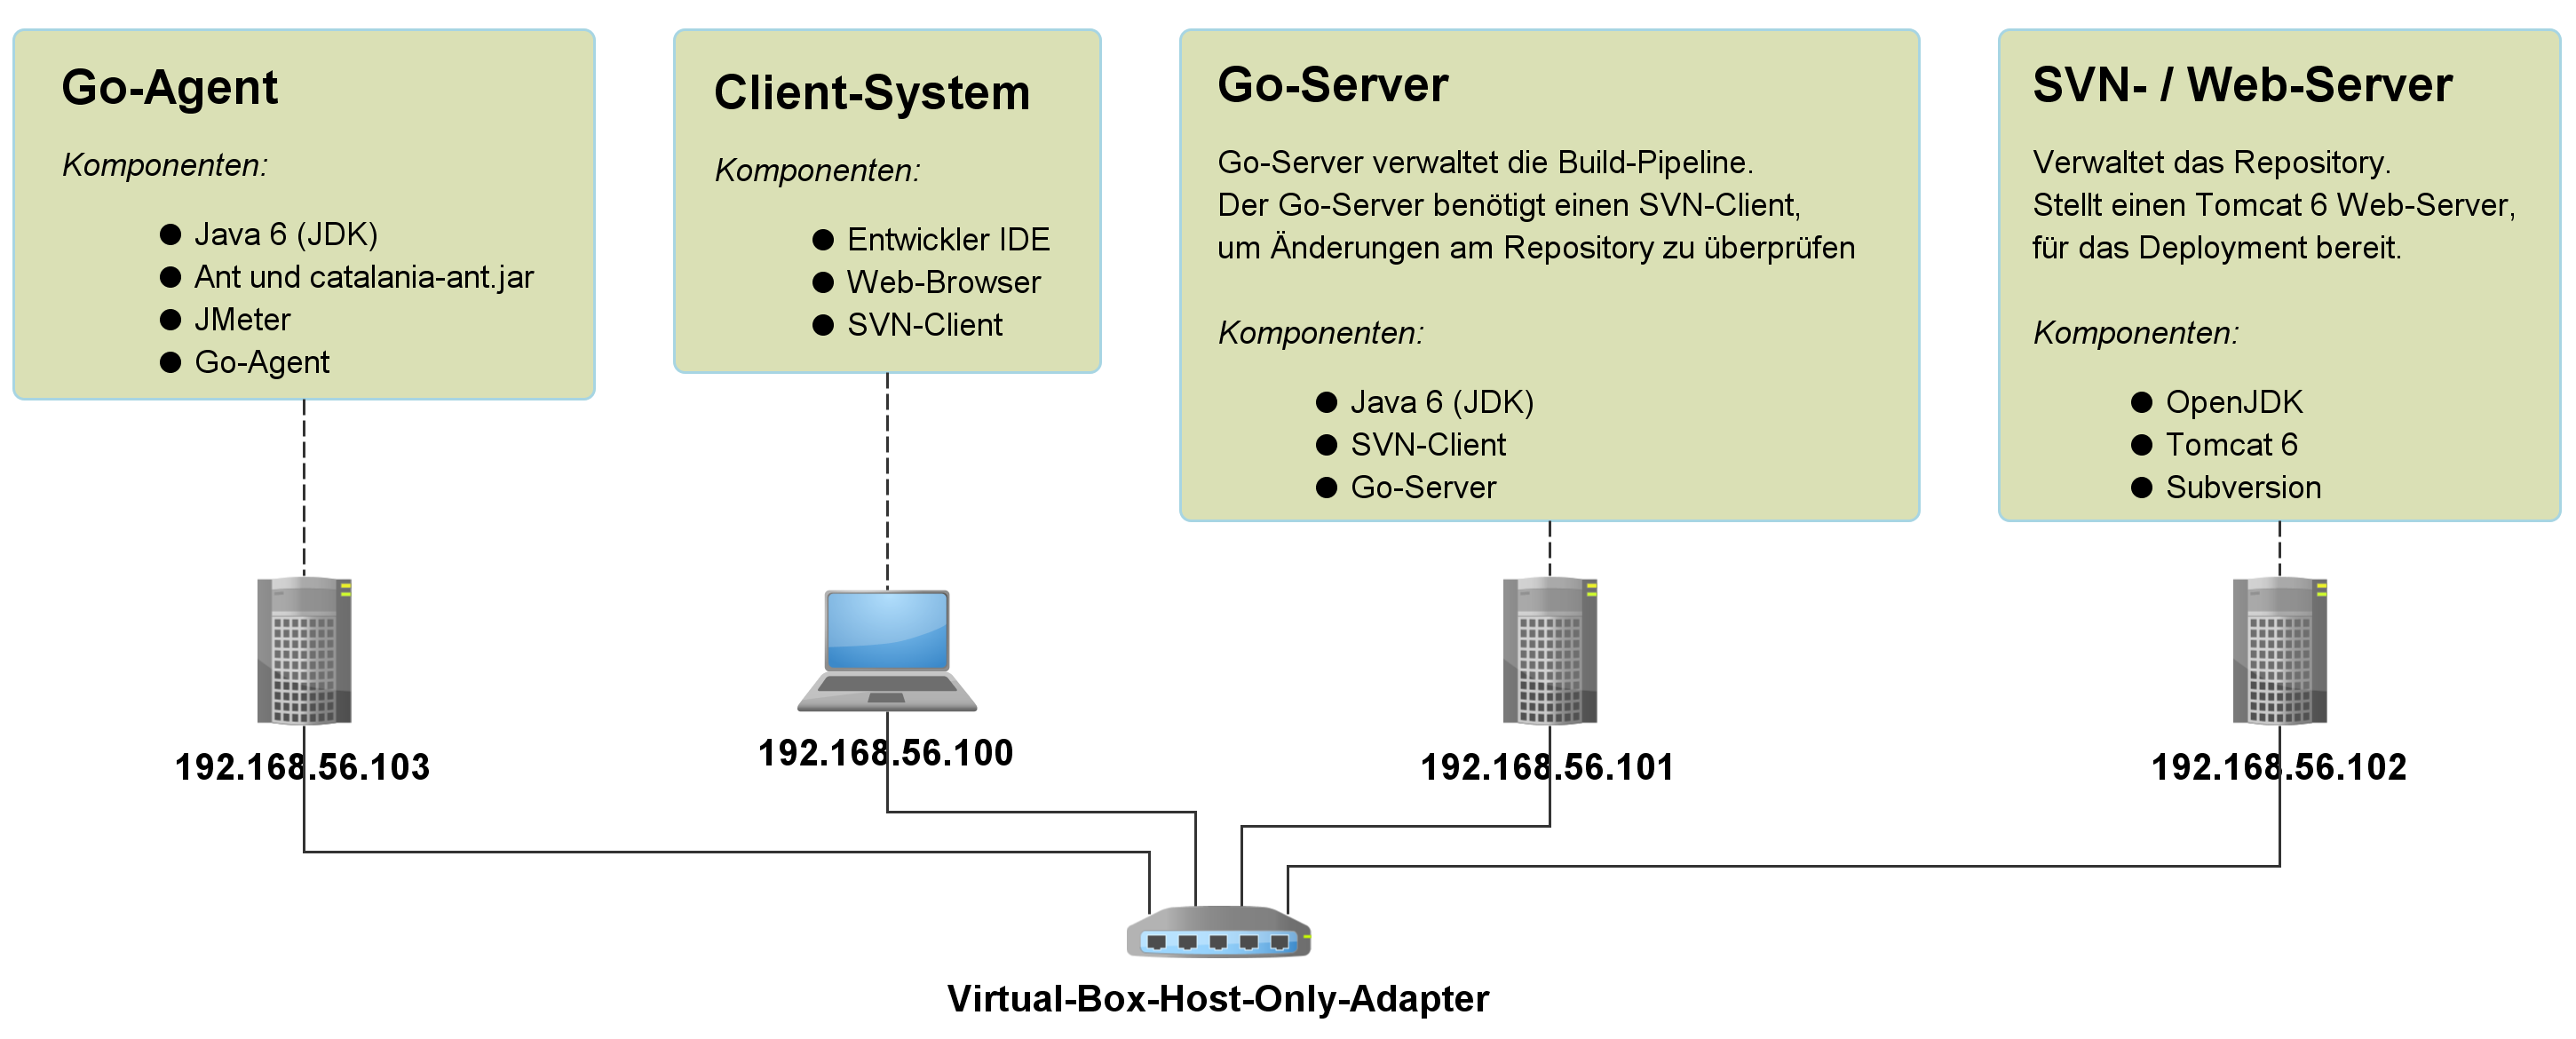 Go-Agent
Komponenten:
● Java 6 (JDK)
● Ant und catalania-ant.jar
● JMeter
● Go-Agent
192.168.56.103
Client-System
Komponenten:
● Entwickler IDE
● Web-Browser
● SVN-Client
192.168.56.100
Go-Server
Go-Server verwaltet die Build-Pipeline.
Der Go-Server benötigt einen SVN-Client,
um Änderungen am Repository zu überprüfen
Komponenten:
● Java 6 (JDK)
● SVN-Client
● Go-Server
192.168.56.101
SVN- / Web-Server
Verwaltet das Repository.
Stellt einen Tomcat 6 Web-Server,
für das Deployment bereit.
Komponenten:
● OpenJDK
● Tomcat 6
● Subversion
192.168.56.102
Virtual-Box-Host-Only-Adapter